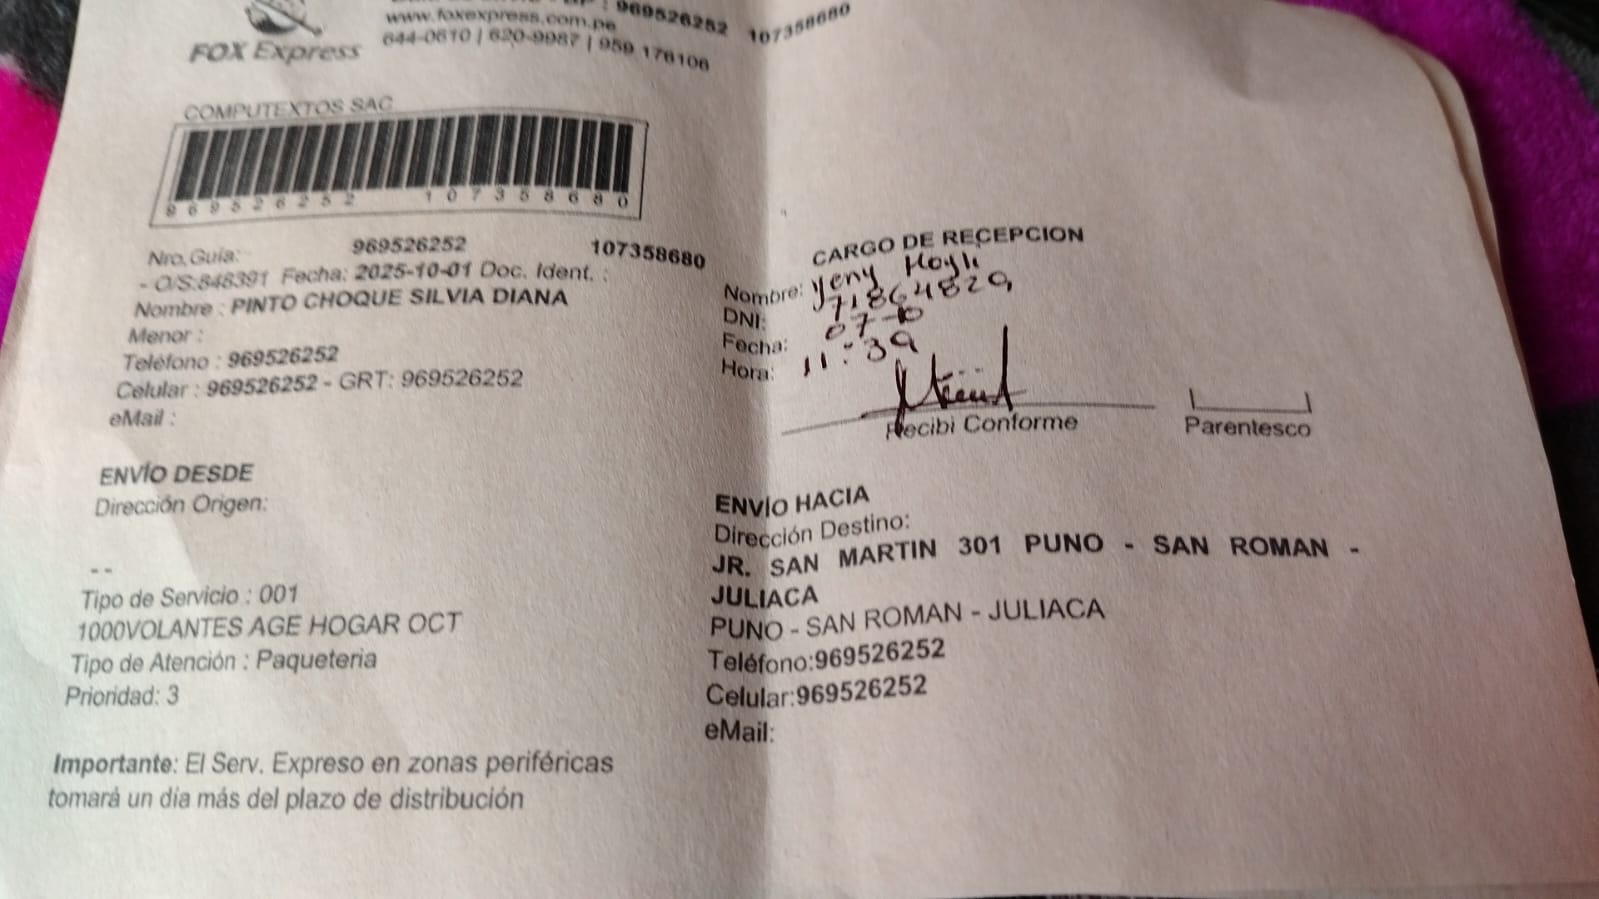 : 969526252 107358680
www.foxexpress.com.pe
644-0610 | 620-9987 | 959 176106
FOX Express
COMPUTEXTOS SAC
969526252 107358680
Nro. Guía: 969526252 107358680
- O/S:848391 Fecha: 2025-10-01 Doc. Ident. :
Nombre : PINTO CHOQUE SILVIA DIANA
Menor :
Teléfono : 969526252
Celular : 969526252 - GRT: 969526252
eMail :
ENVÍO DESDE
Dirección Origen:
--
Tipo de Servicio : 001
1000VOLANTES AGE HOGAR OCT
Tipo de Atención : Paqueteria
Prioridad: 3
Importante: El Serv. Expreso en zonas periféricas
tomará un día más del plazo de distribución
CARGO DE RECEPCION
Nombre: Yeny
DNI: 71864829
Fecha: 07-10
Hora: 11:39
Recibi Conforme
Parentesco
ENVÍO HACIA
Dirección Destino:
JR. SAN MARTIN 301 PUNO - SAN ROMAN -
JULIACA
PUNO - SAN ROMAN - JULIACA
Teléfono:969526252
Celular:969526252
eMail: